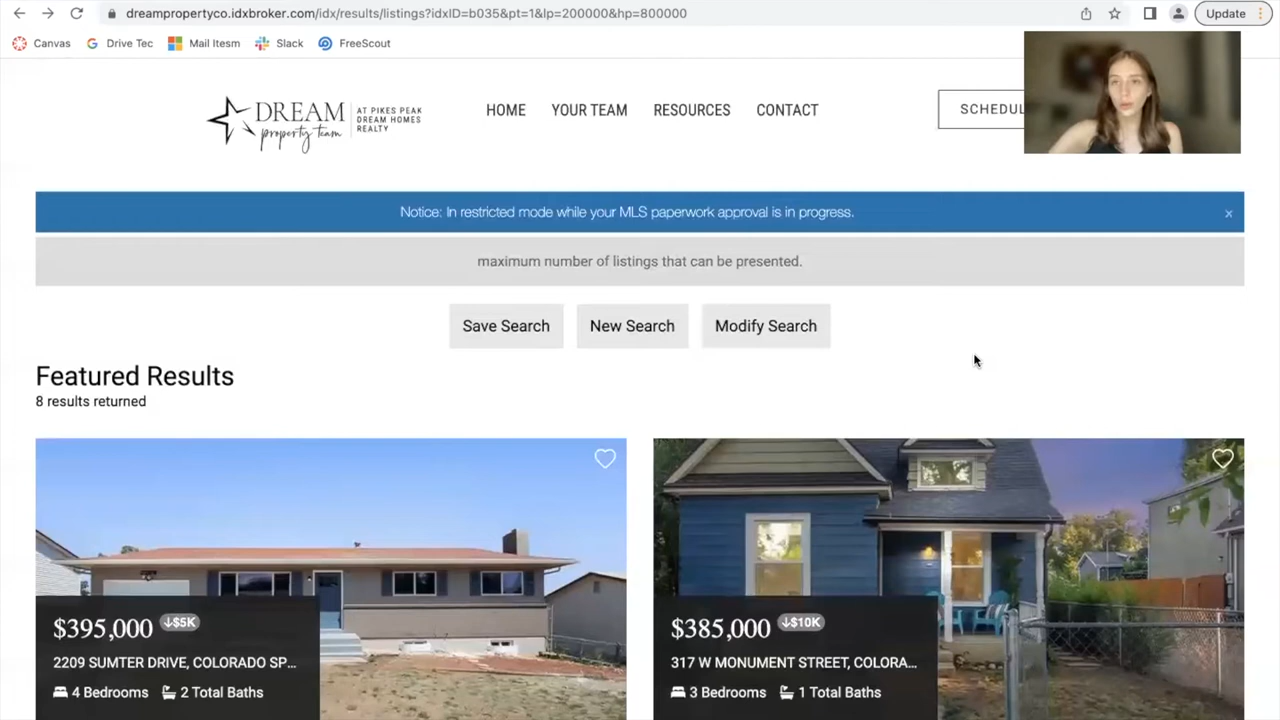 dreampropertyco.idxbroker.com/idx/results/listings?idxID=b035&pt=1&lp=200000&hp=800000
Update
Canvas
Drive Tec
Mail Itesm
Slack
FreeScout
DREAM
property team
AT PIKES PEAK
DREAM HOMES
REALTY
HOME
YOUR TEAM
RESOURCES
CONTACT
SCHEDUL
Notice: In restricted mode while your MLS paperwork approval is in progress.
×
maximum number of listings that can be presented.
Save Search
New Search
Modify Search
Featured Results
8 results returned
$395,000 ↓$5K
2209 SUMTER DRIVE, COLORADO SP...
4 Bedrooms 2 Total Baths
$385,000 ↓$10K
317 W MONUMENT STREET, COLORA...
3 Bedrooms 1 Total Baths